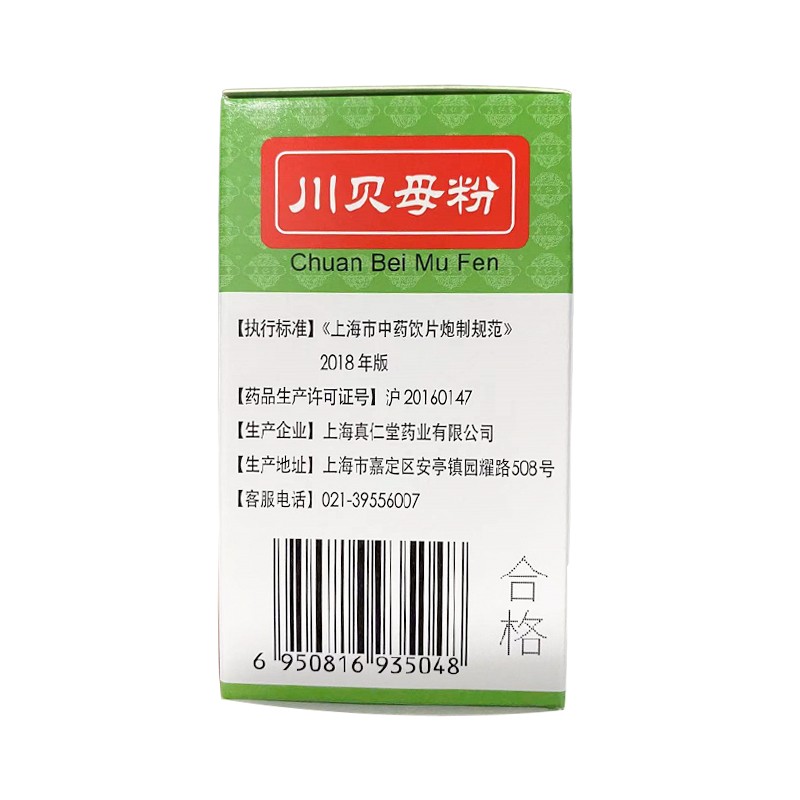 川贝母粉
Chuan Bei Mu Fen
【执行标准】《上海市中药饮片炮制规范》
2018年版
【药品生产许可证号】沪20160147
【生产企业】上海真仁堂药业有限公司
【生产地址】上海市嘉定区安亭镇园耀路508号
【客服电话】021-39556007
合格
6 950816 935048